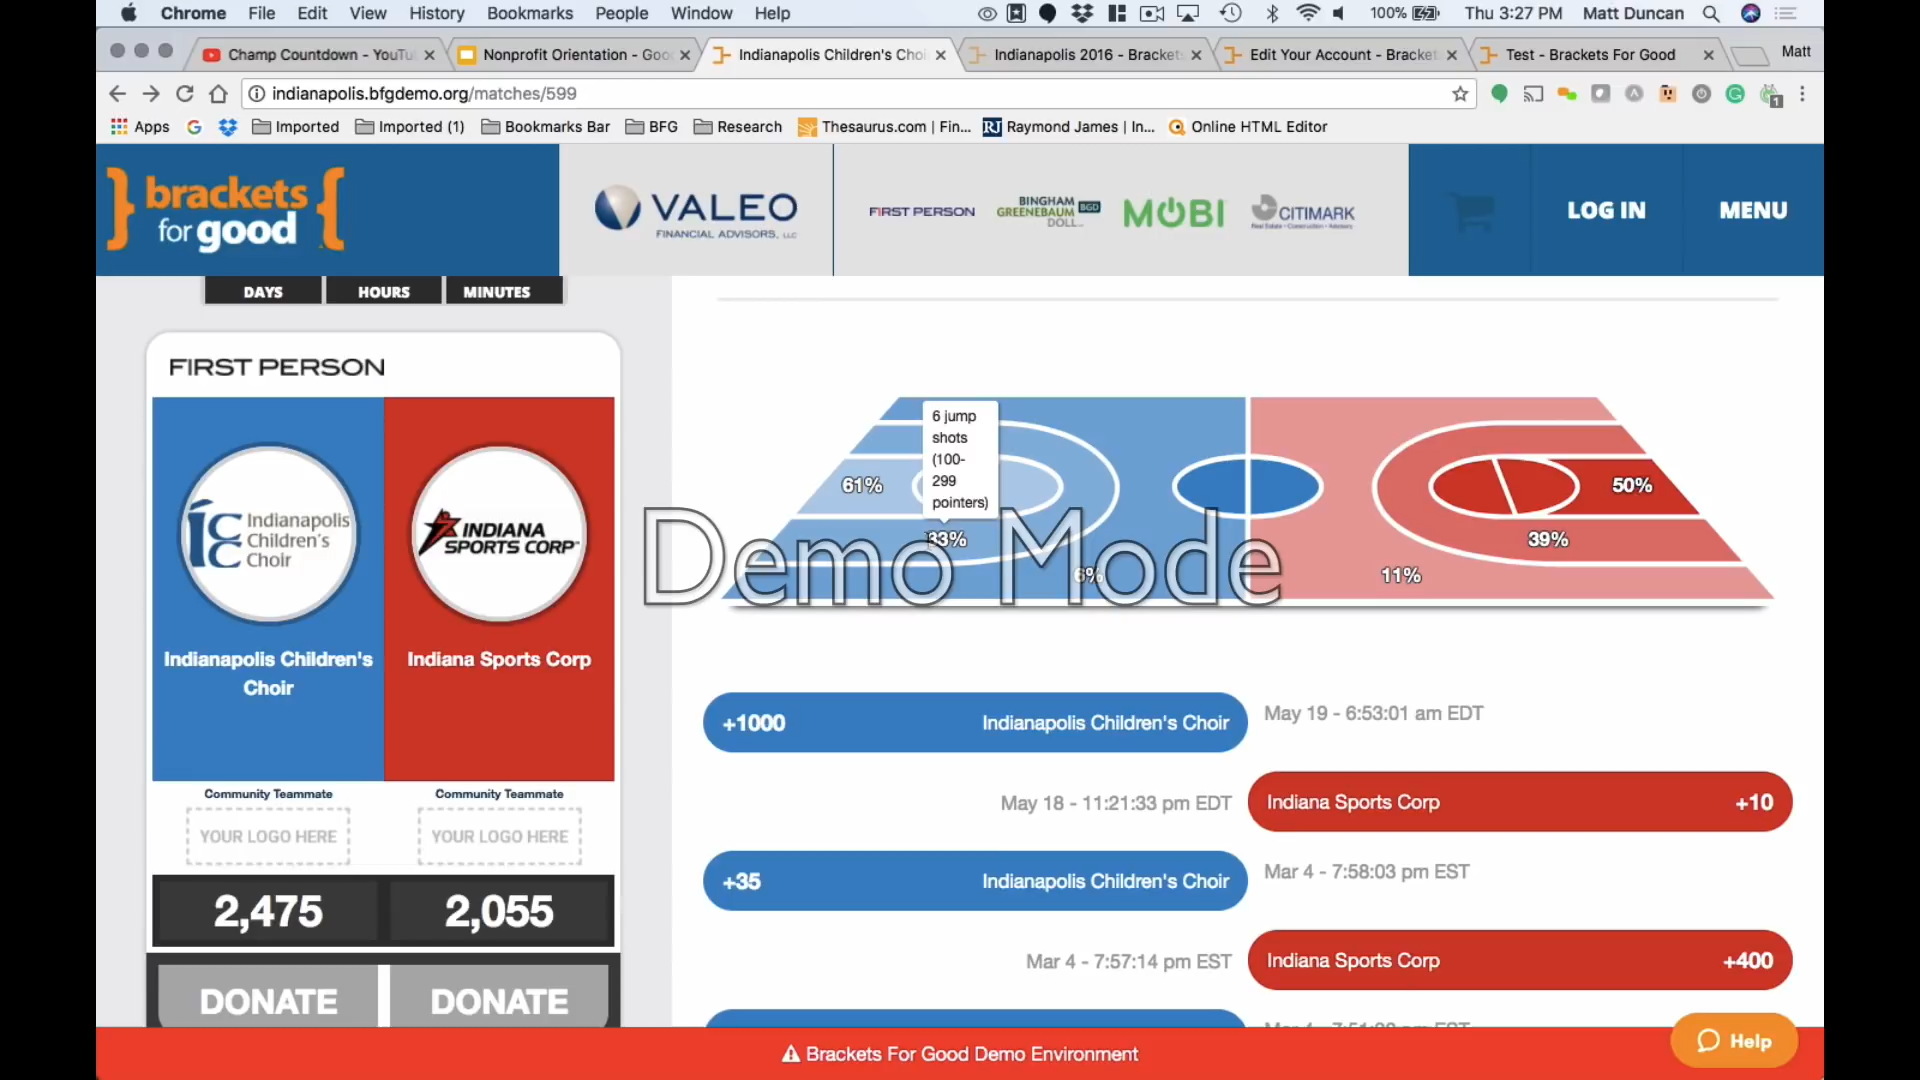 Chrome File Edit View History Bookmarks People Window Help 100% Thu 3:27 PM Matt Duncan
Champ Countdown - YouTu
Nonprofit Orientation - Goo
Indianapolis Children's Choi
Indianapolis 2016 - Bracket
Edit Your Account - Bracket
Test - Brackets For Good
Matt
indianapolis.bfgdemo.org/matches/599
1
Apps Imported Imported (1) Bookmarks Bar BFG Research Thesaurus.com | Fin... RJ Raymond James | In... Online HTML Editor
brackets
for good
VALEO
FINANCIAL ADVISORS, LLC
FIRST PERSON
BINGHAM
GREENEBAUM
DOLL
BGD
MOBI
CITIMARK
Real Estate • Construction • Advisory
LOG IN
MENU
DAYS HOURS MINUTES
FIRST PERSON
ICC Indianapolis
Children's
Choir
INDIANA
SPORTS CORP
Indianapolis Children's
Choir
Indiana Sports Corp
Community Teammate Community Teammate
YOUR LOGO HERE YOUR LOGO HERE
2,475 2,055
DONATE DONATE
6 jump
shots
(100-
299
pointers)
61%
33%
6%
50%
39%
11%
Demo Mode
+1000 Indianapolis Children's Choir May 19 - 6:53:01 am EDT
May 18 - 11:21:33 pm EDT Indiana Sports Corp +10
+35 Indianapolis Children's Choir Mar 4 - 7:58:03 pm EST
Mar 4 - 7:57:14 pm EST Indiana Sports Corp +400
Brackets For Good Demo Environment
Help